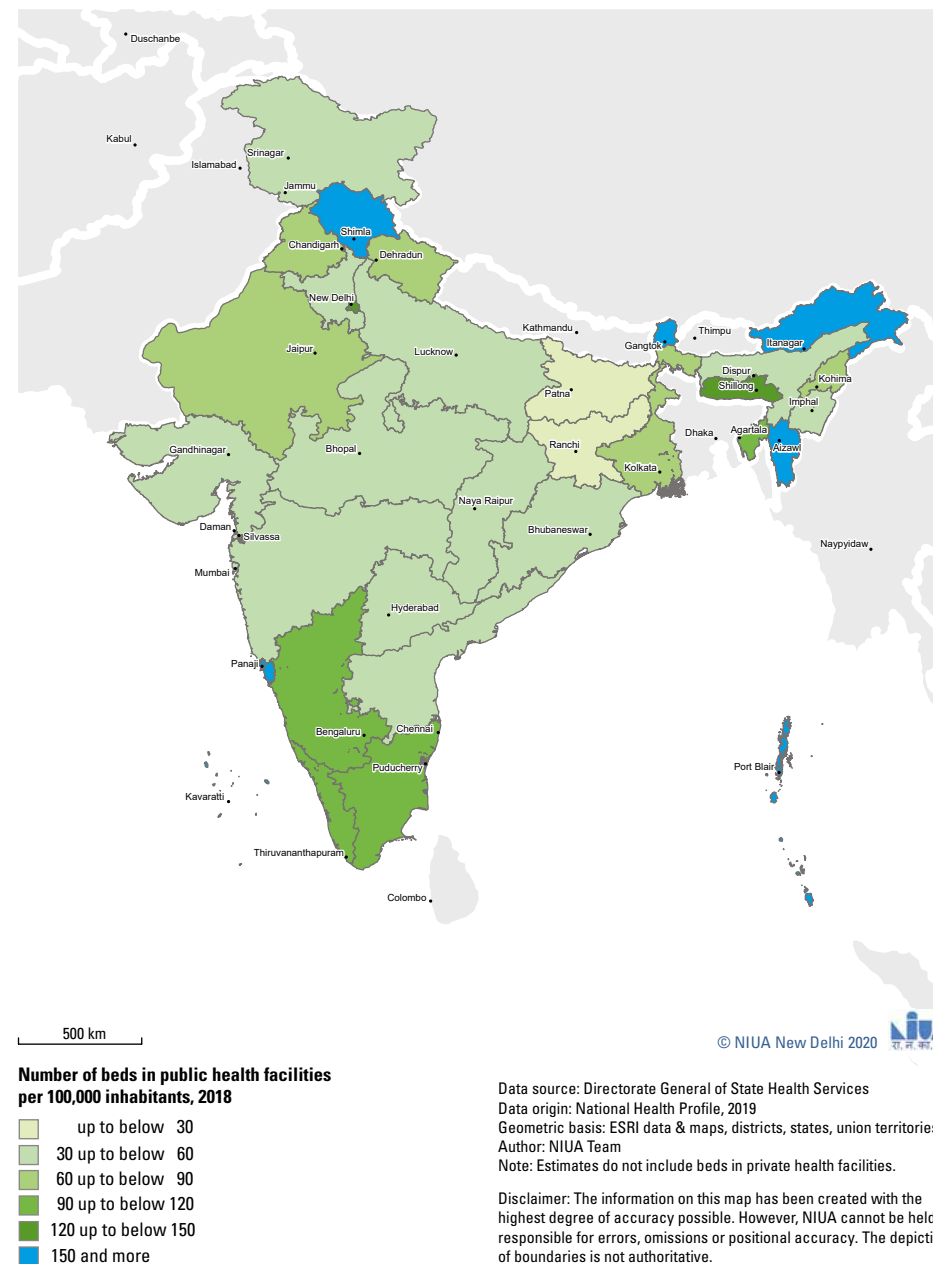 Duschanbe
Kabul
Islamabad
Srinagar
Jammu
Shimla
Chandigarh
Dehradun
New Delhi
Kathmandu
Thimpu
Gangtok
Itanagar
Jaipur
Lucknow
Dispur
Shillong
Kohima
Patna
Imphal
Gandhinagar
Bhopal
Ranchi
Dhaka
Agartala
Aizawl
Kolkata
Naya Raipur
Daman
Silvassa
Bhubaneswar
Naypyidaw
Mumbai
Hyderabad
Panaji
Bengaluru
Chennai
Puducherry
Port Blair
Kavaratti
Thiruvananthapuram
Colombo
500 km
© NIUA New Delhi 2020
NIU
रा. न. का.
Number of beds in public health facilities
per 100,000 inhabitants, 2018
up to below 30
30 up to below 60
60 up to below 90
90 up to below 120
120 up to below 150
150 and more
Data source: Directorate General of State Health Services
Data origin: National Health Profile, 2019
Geometric basis: ESRI data & maps, districts, states, union territorie
Author: NIUA Team
Note: Estimates do not include beds in private health facilities.
Disclaimer: The information on this map has been created with the
highest degree of accuracy possible. However, NIUA cannot be held
responsible for errors, omissions or positional accuracy. The depicti
of boundaries is not authoritative.